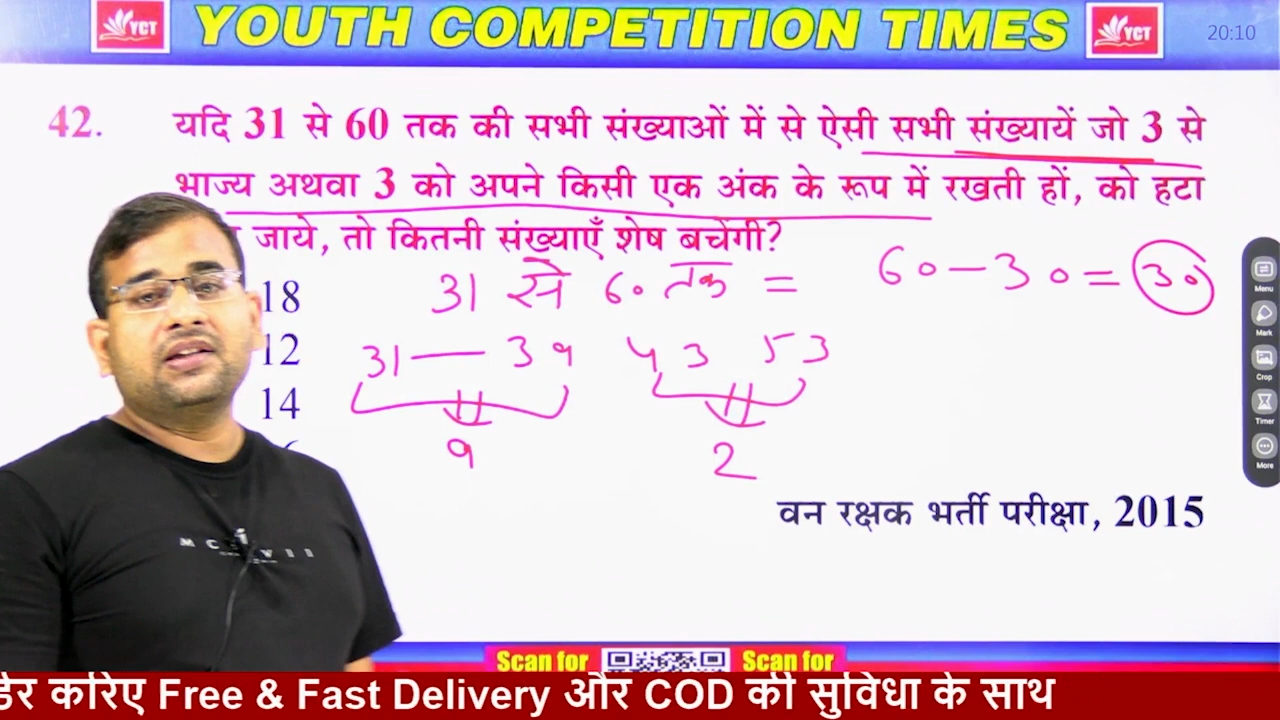 YCT YOUTH COMPETITION TIMES YCT
20:10
42. यदि 31 से 60 तक की सभी संख्याओं में से ऐसी सभी संख्यायें जो 3 से
भाज्य अथवा 3 को अपने किसी एक अंक के रूप में रखती हों, को हटा
जाये, तो कितनी संख्याएँ शेष बचेंगी?
31 से 60 तक = 60-30=30
18
12
31 — 39 43 53
14
9 2
वन रक्षक भर्ती परीक्षा, 2015
Menu
Mark
Crop
Timer
More
Scan for Scan for
र्डर करिए Free & Fast Delivery और COD की सुविधा के साथ